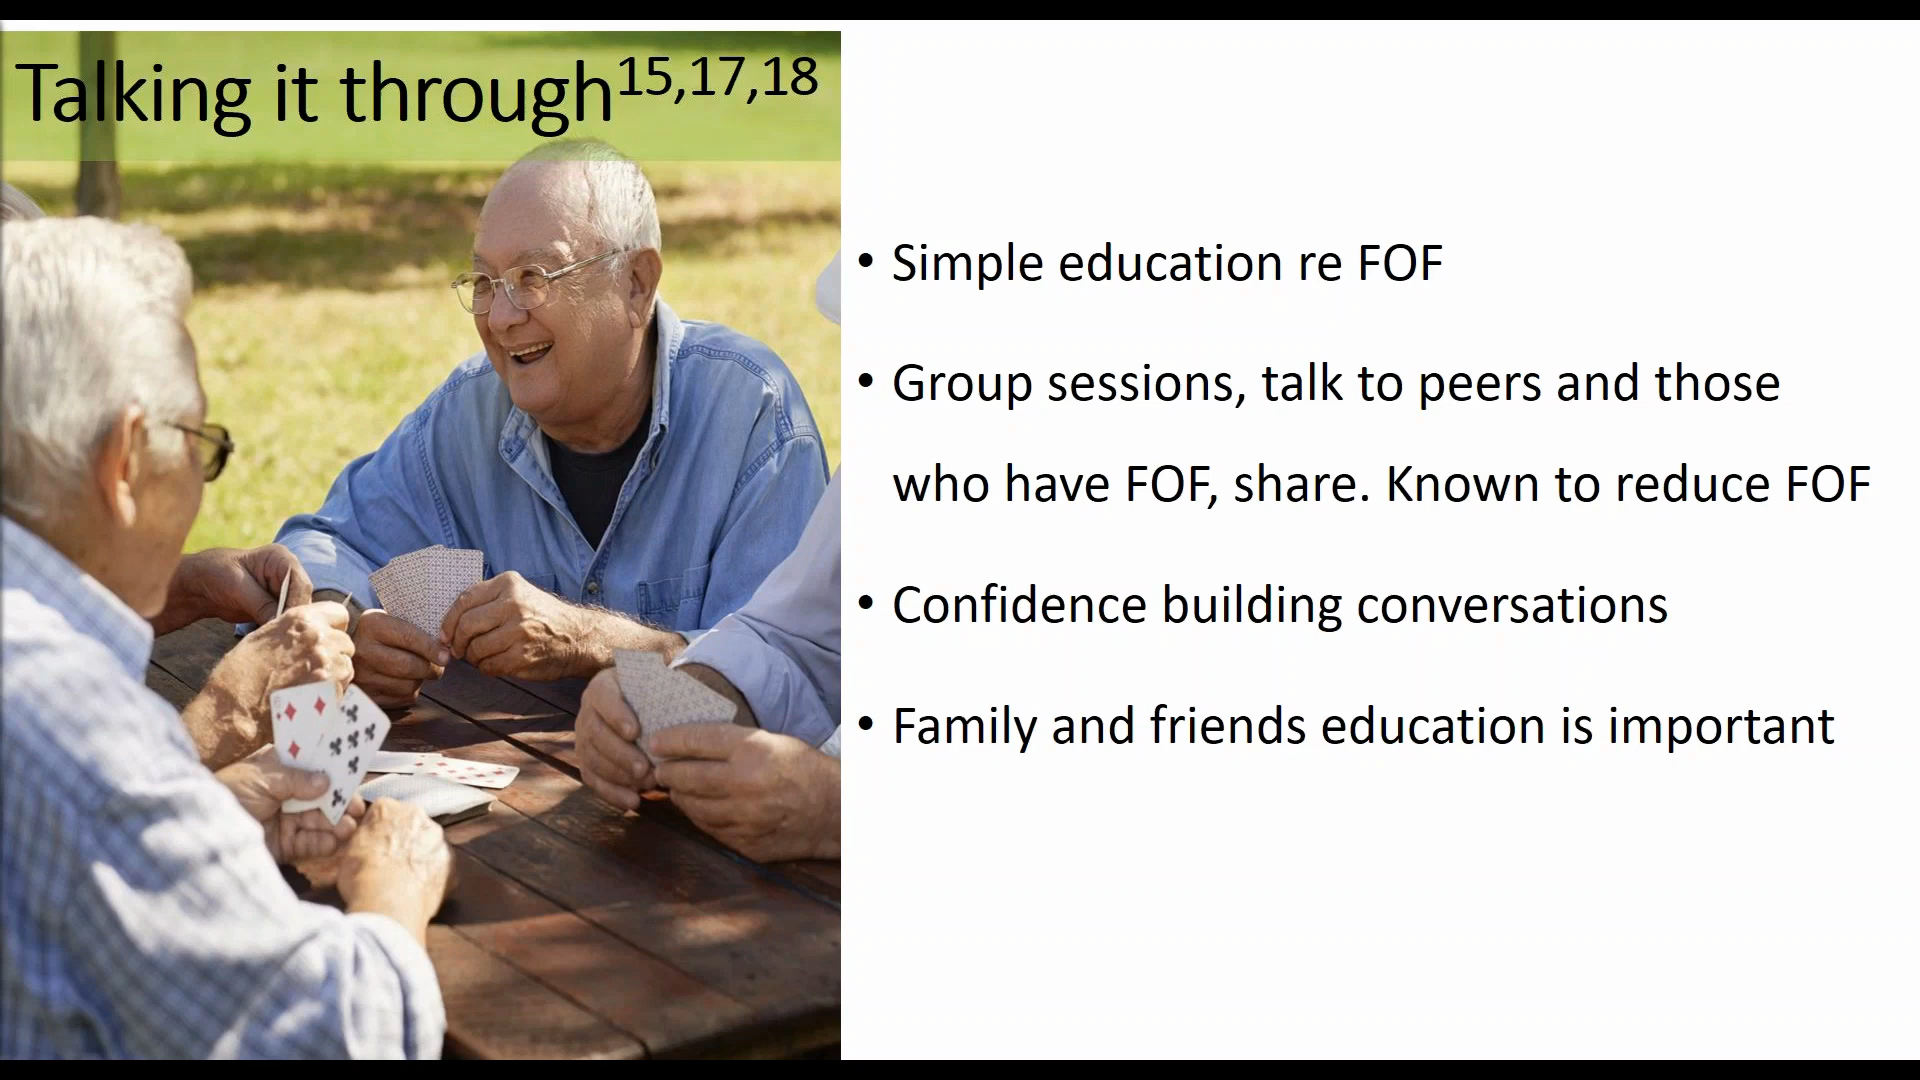 Talking it through15,17,18
• Simple education re FOF
• Group sessions, talk to peers and those
who have FOF, share. Known to reduce FOF
• Confidence building conversations
• Family and friends education is important